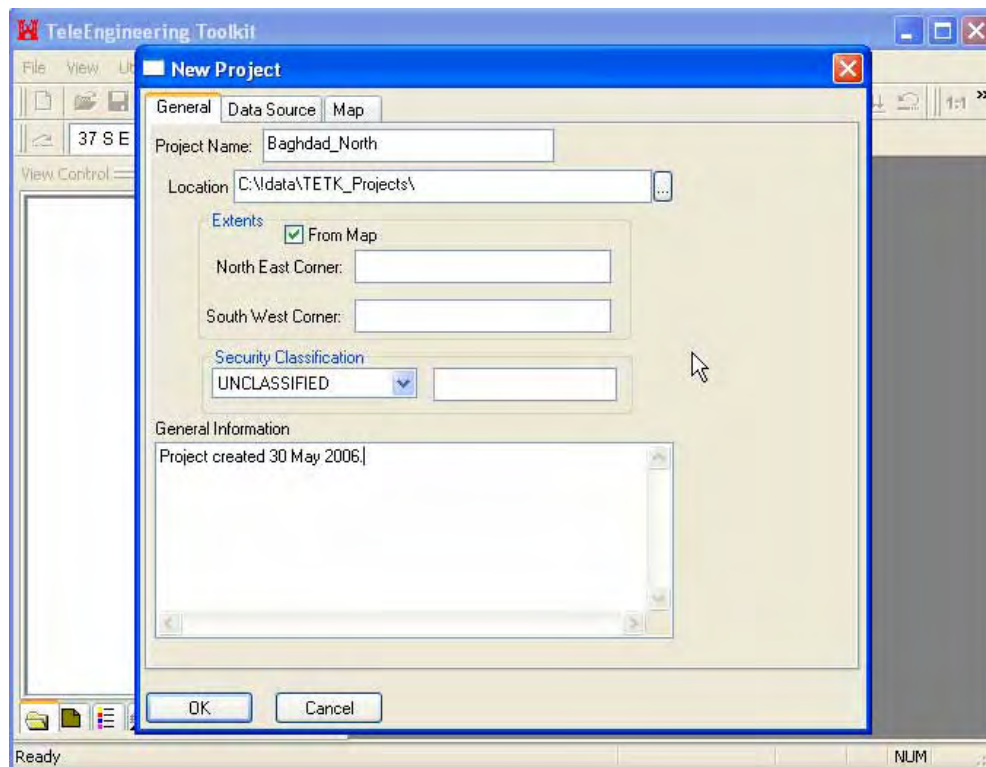 TeleEngineering Toolkit
File View Ut
New Project
General Data Source Map
1:1 »
37 S E
Project Name: Baghdad_North
View Control
Location C:\!data\TETK_Projects\ ...
Extents
From Map
North East Corner:
South West Corner:
Security Classification
UNCLASSIFIED
General Information
Project created 30 May 2006.
OK Cancel
Ready NUM